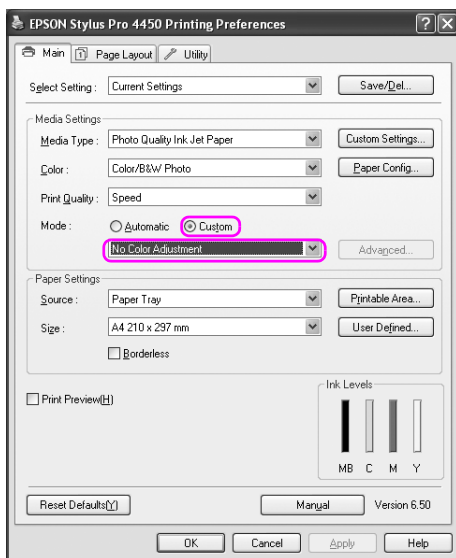 EPSON Stylus Pro 4450 Printing Preferences
Main Page Layout Utility
Select Setting : Current Settings Save/Del...
Media Settings
Media Type : Photo Quality Ink Jet Paper Custom Settings...
Color : Color/B&W Photo Paper Config...
Print Quality : Speed
Mode : Automatic Custom
No Color Adjustment Advanced...
Paper Settings
Source : Paper Tray Printable Area...
Size : A4 210 x 297 mm User Defined...
Borderless
Print Preview(H)
Ink Levels
MB C M Y
Reset Defaults(Y) Manual Version 6.50
OK Cancel Apply Help